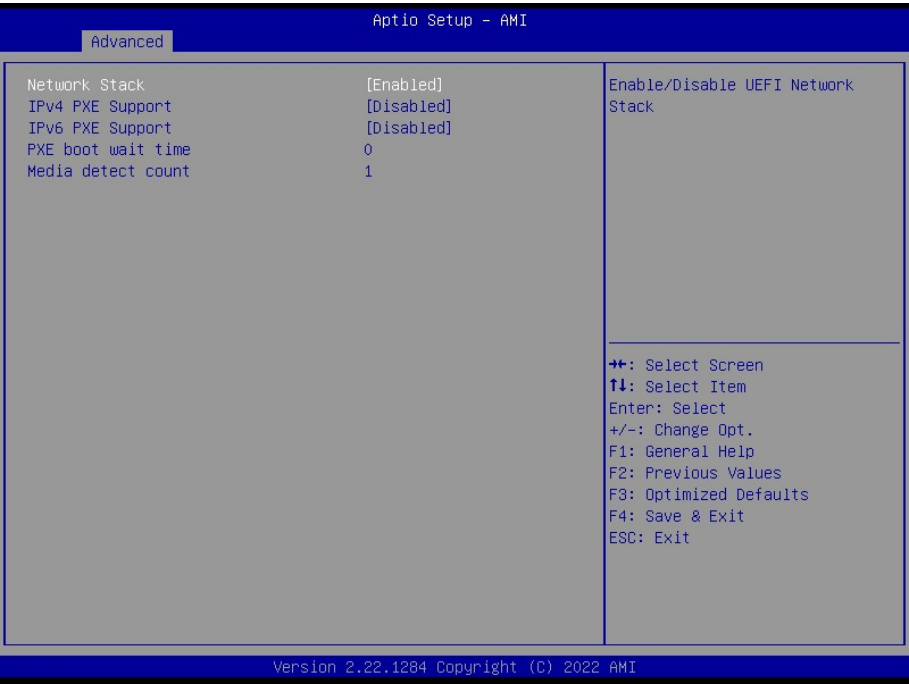 Aptio Setup – AMI
Advanced
Network Stack [Enabled]
IPv4 PXE Support [Disabled]
IPv6 PXE Support [Disabled]
PXE boot wait time 0
Media detect count 1
Enable/Disable UEFI Network
Stack
→←: Select Screen
↑↓: Select Item
Enter: Select
+/-: Change Opt.
F1: General Help
F2: Previous Values
F3: Optimized Defaults
F4: Save & Exit
ESC: Exit
Version 2.22.1284 Copyright (C) 2022 AMI